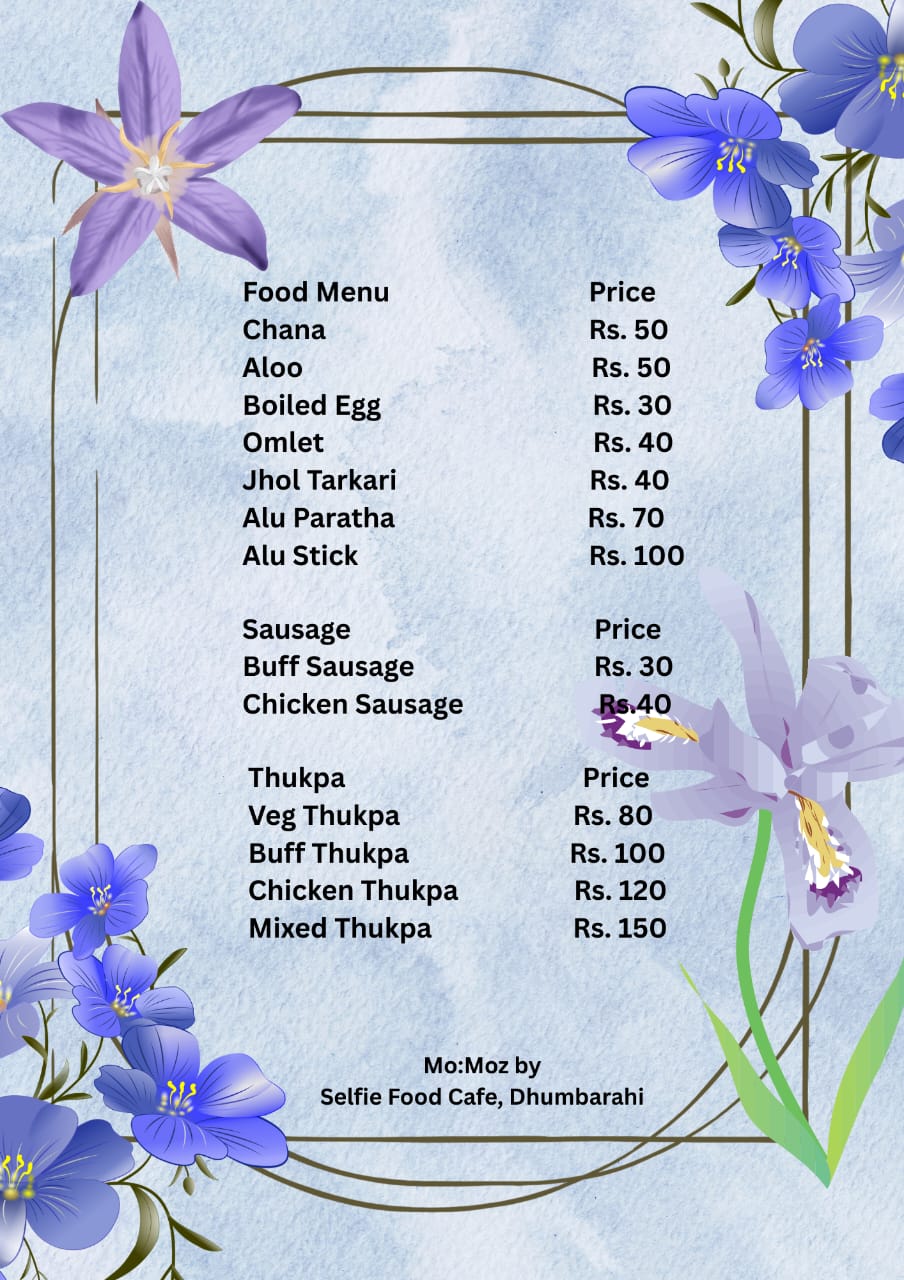 Food Menu Price
Chana Rs. 50
Aloo Rs. 50
Boiled Egg Rs. 30
Omlet Rs. 40
Jhol Tarkari Rs. 40
Alu Paratha Rs. 70
Alu Stick Rs. 100
Sausage Price
Buff Sausage Rs. 30
Chicken Sausage Rs.40
Thukpa Price
Veg Thukpa Rs. 80
Buff Thukpa Rs. 100
Chicken Thukpa Rs. 120
Mixed Thukpa Rs. 150
Mo:Moz by
Selfie Food Cafe, Dhumbarahi